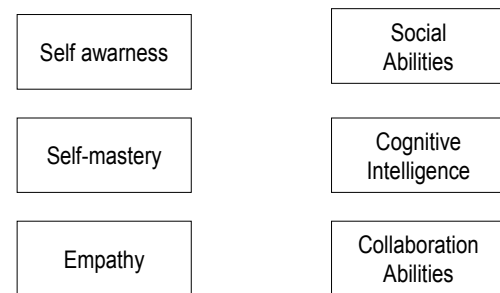 Self awarness
Social
Abilities
Self-mastery
Cognitive
Intelligence
Empathy
Collaboration
Abilities